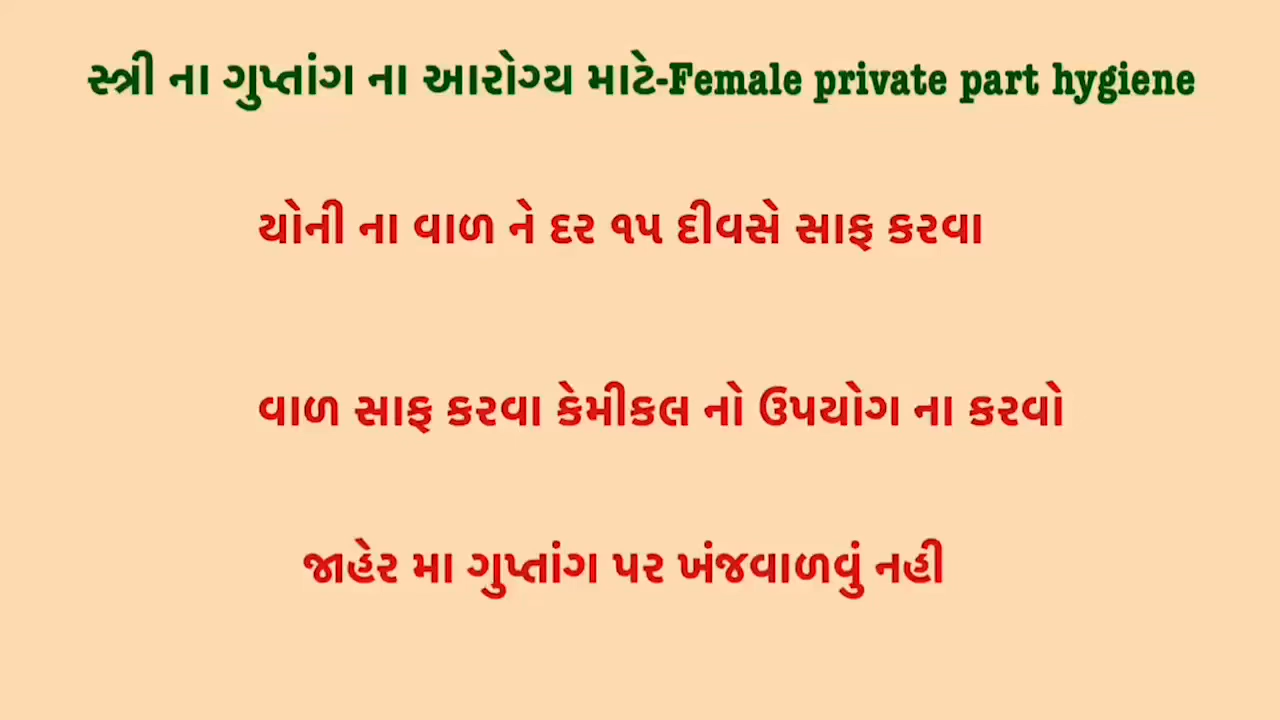 સ્ત્રી ના ગુપ્તાંગ ના આરોગ્ય માટે-Female private part hygiene
યોની ના વાળ ને દર ૧૫ દીવસે સાફ કરવા
વાળ સાફ કરવા કેમીકલ નો ઉપયોગ ના કરવો
જાહેર મા ગુપ્તાંગ પર ખંજવાળવું નહી